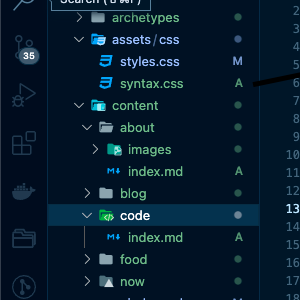 Search (⇧⌘F)
archetypes
assets/css
styles.css M
syntax.css A
content
about
images
index.md A
blog
code
index.md A
food
now
35
2
3
4
5
6
7
8
9
10
11
12
13
14
15
16
17